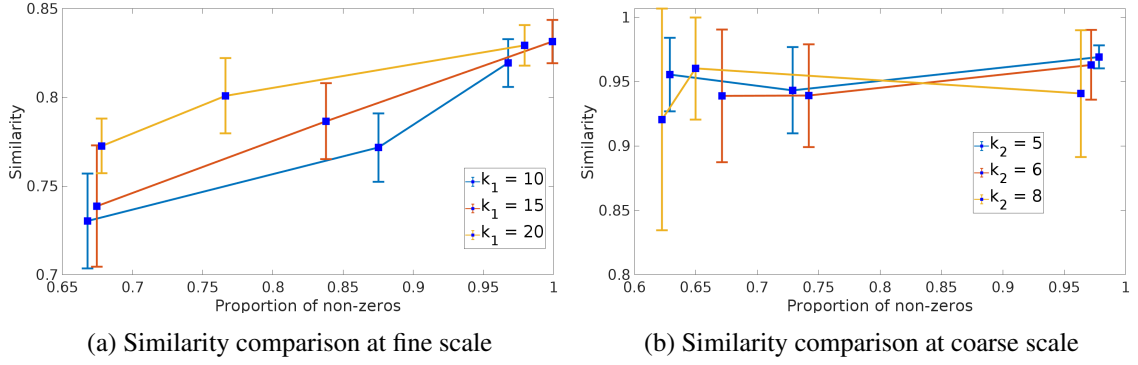 0.85
0.8
0.75
0.7
Similarity
0.65 0.7 0.75 0.8 0.85 0.9 0.95 1
Proportion of non-zeros
k1 = 10
k1 = 15
k1 = 20
(a) Similarity comparison at fine scale
1
0.95
0.9
0.85
0.8
Similarity
0.6 0.65 0.7 0.75 0.8 0.85 0.9 0.95 1
Proportion of non-zeros
k2 = 5
k2 = 6
k2 = 8
(b) Similarity comparison at coarse scale